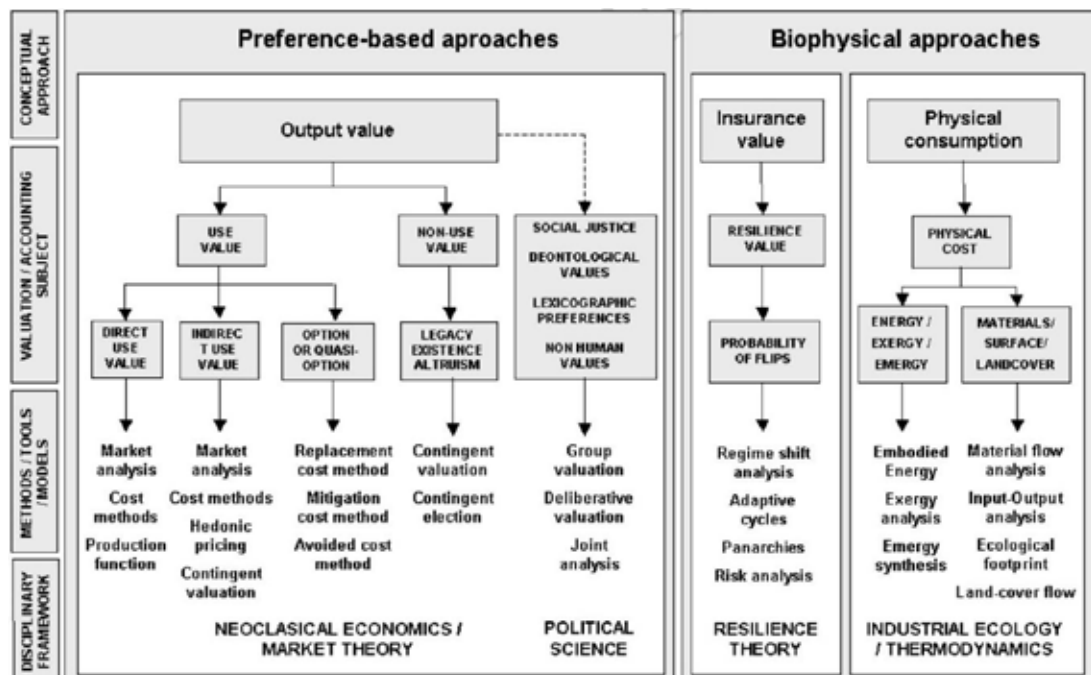 Preference-based aproaches
Biophysical approaches
CONCEPTUAL
APPROACH
Output value
Insurance
value
Physical
consumption
VALUATION / ACCOUNTING
SUBJECT
USE
VALUE
NON-USE
VALUE
SOCIAL JUSTICE
DEONTOLOGICAL
VALUES
LEXICOGRAPHIC
PREFERENCES
NON HUMAN
VALUES
RESILIENCE
VALUE
PHYSICAL
COST
DIRECT
USE
VALUE
INDIREC
T USE
VALUE
OPTION
OR QUASI-
OPTION
LEGACY
EXISTENCE
ALTRUISM
PROBABILITY
OF FLIPS
ENERGY /
EXERGY /
EMERGY
MATERIALS/
SURFACE/
LANDCOVER
METHODS / TOOLS
/ MODELS
Market
analysis
Cost
methods
Production
function
Market
analysis
Cost methods
Hedonic
pricing
Contingent
valuation
Replacement
cost method
Mitigation
cost method
Avoided cost
method
Contingent
valuation
Contingent
election
Group
valuation
Deliberative
valuation
Joint
analysis
Regime shift
analysis
Adaptive
cycles
Panarchies
Risk analysis
Embodied
Energy
Exergy
analysis
Emergy
synthesis
Material flow
analysis
Input-Output
analysis
Ecological
footprint
Land-cover flow
DISCIPLINARY
FRAMEWORK
NEOCLASICAL ECONOMICS /
MARKET THEORY
POLITICAL
SCIENCE
RESILIENCE
THEORY
INDUSTRIAL ECOLOGY
/ THERMODYNAMICS